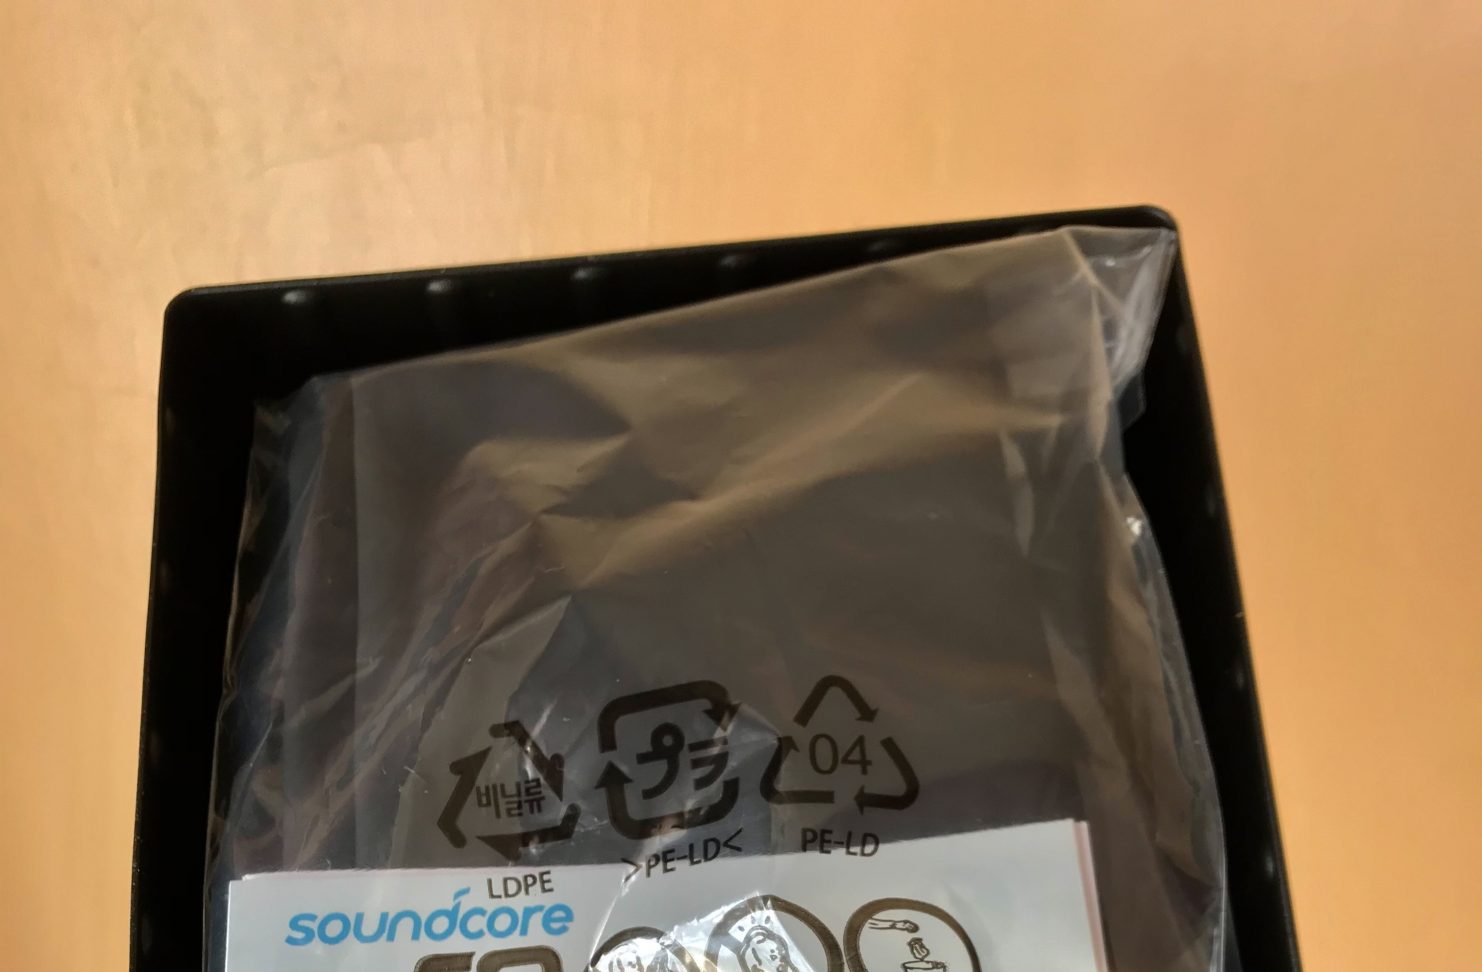 비닐류
LDPE
プラ
>PE-LD<
04
PE-LD
soundcore